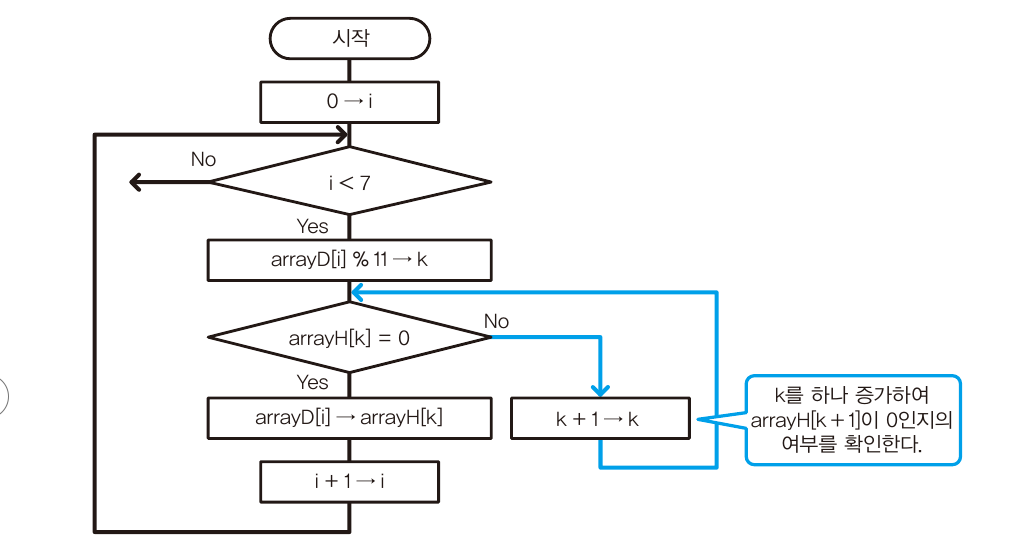 시작
0 → i
No
i < 7
Yes
arrayD[i] % 11 → k
No
arrayH[k] = 0
Yes
arrayD[i] → arrayH[k]
k + 1 → k
k를 하나 증가하여
arrayH[k + 1]이 0인지의
여부를 확인한다.
i + 1 → i